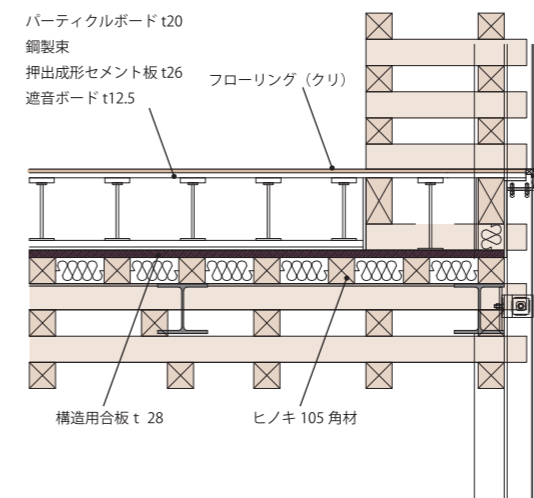 パーティクルボード t20
鋼製束
押出成形セメント板 t26
遮音ボード t12.5
フローリング（クリ）
構造用合板 t 28
ヒノキ 105 角材